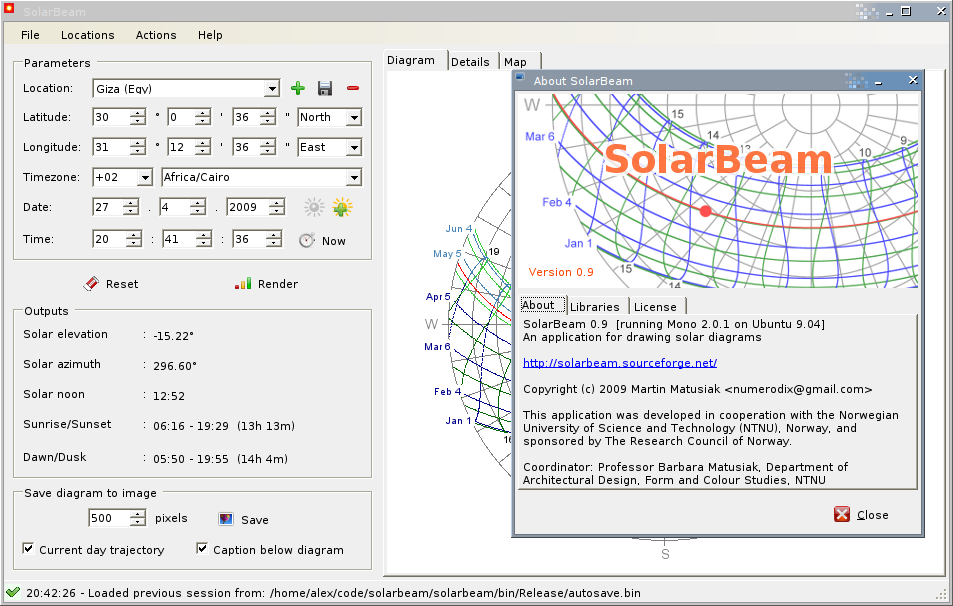 SolarBeam
File Locations Actions Help
Parameters
Location: Giza (Eqv)
Latitude: 30 ° 0 ' 36 " North
Longitude: 31 ° 12 ' 36 " East
Timezone: +02 Africa/Cairo
Date: 27 . 4 . 2009
Time: 20 : 41 : 36 Now
Reset Render
Outputs
Solar elevation : -15.22°
Solar azimuth : 296.60°
Solar noon : 12:52
Sunrise/Sunset : 06:16 - 19:29 (13h 13m)
Dawn/Dusk : 05:50 - 19:55 (14h 4m)
Save diagram to image
500 pixels Save
Current day trajectory Caption below diagram
Diagram Details Map
Jun 4
19
May 5
Apr 5
W
Mar 6
Feb 4
Jan 1
16
S
About SolarBeam
W
15
Mar 6
14
13
10
9
SolarBeam
Feb 4
Jan 1
15
14
Version 0.9
About Libraries License
SolarBeam 0.9 [running Mono 2.0.1 on Ubuntu 9.04]
An application for drawing solar diagrams
http://solarbeam.sourceforge.net/
Copyright (c) 2009 Martin Matusiak <numerodix@gmail.com>
This application was developed in cooperation with the Norwegian
University of Science and Technology (NTNU), Norway, and
sponsored by The Research Council of Norway.
Coordinator: Professor Barbara Matusiak, Department of
Architectural Design, Form and Colour Studies, NTNU
Close
20:42:26 - Loaded previous session from: /home/alex/code/solarbeam/solarbeam/bin/Release/autosave.bin